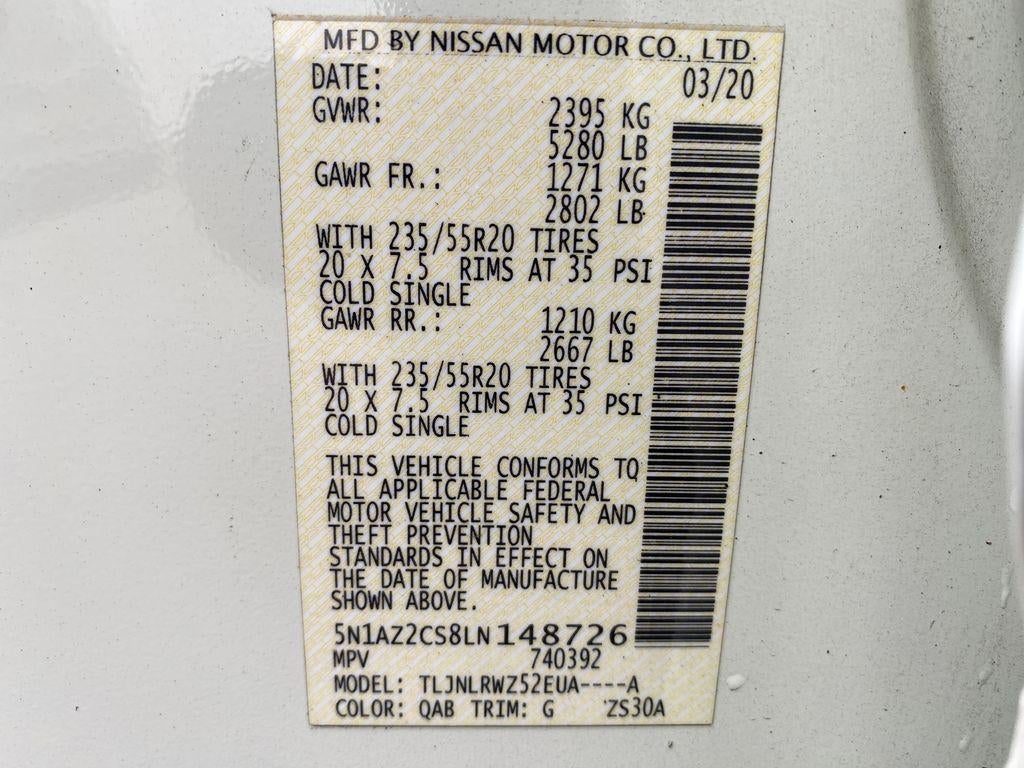 MFD BY NISSAN MOTOR CO., LTD.
DATE: 03/20
GVWR: 2395 KG
5280 LB
GAWR FR.: 1271 KG
2802 LB
WITH 235/55R20 TIRES
20 X 7.5 RIMS AT 35 PSI
COLD SINGLE
GAWR RR.: 1210 KG
2667 LB
WITH 235/55R20 TIRES
20 X 7.5 RIMS AT 35 PSI
COLD SINGLE
THIS VEHICLE CONFORMS TO
ALL APPLICABLE FEDERAL
MOTOR VEHICLE SAFETY AND
THEFT PREVENTION
STANDARDS IN EFFECT ON
THE DATE OF MANUFACTURE
SHOWN ABOVE.
5N1AZ2CS8LN148726
MPV 740392
MODEL: TLJNLRWZ52EUA----A
COLOR: QAB TRIM: G ZS30A